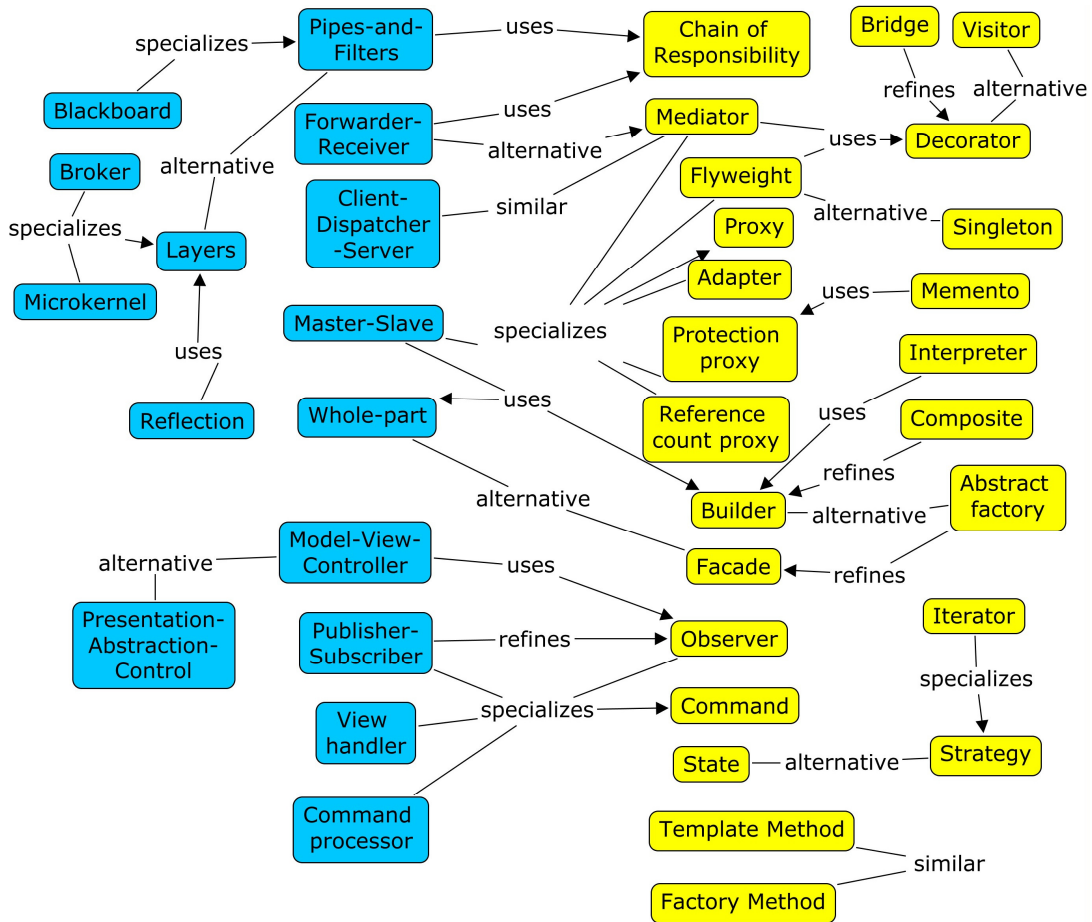 Pipes-and-
Filters
specializes
uses
Chain of
Responsibility
Bridge
Visitor
Blackboard
refines
alternative
Forwarder-
Receiver
uses
alternative
Mediator
uses
Decorator
alternative
Broker
specializes
Layers
Microkernel
Client-
Dispatcher
-Server
similar
Flyweight
alternative
Singleton
Proxy
Adapter
uses
Memento
Master-Slave
specializes
Protection
proxy
Interpreter
uses
Reflection
Whole-part
uses
Reference
count proxy
uses
Composite
refines
alternative
Builder
alternative
Abstract
factory
Model-View-
Controller
alternative
uses
Facade
refines
Presentation-
Abstraction-
Control
Publisher-
Subscriber
refines
Observer
Iterator
specializes
View
handler
specializes
Command
State
alternative
Strategy
Command
processor
Template Method
similar
Factory Method